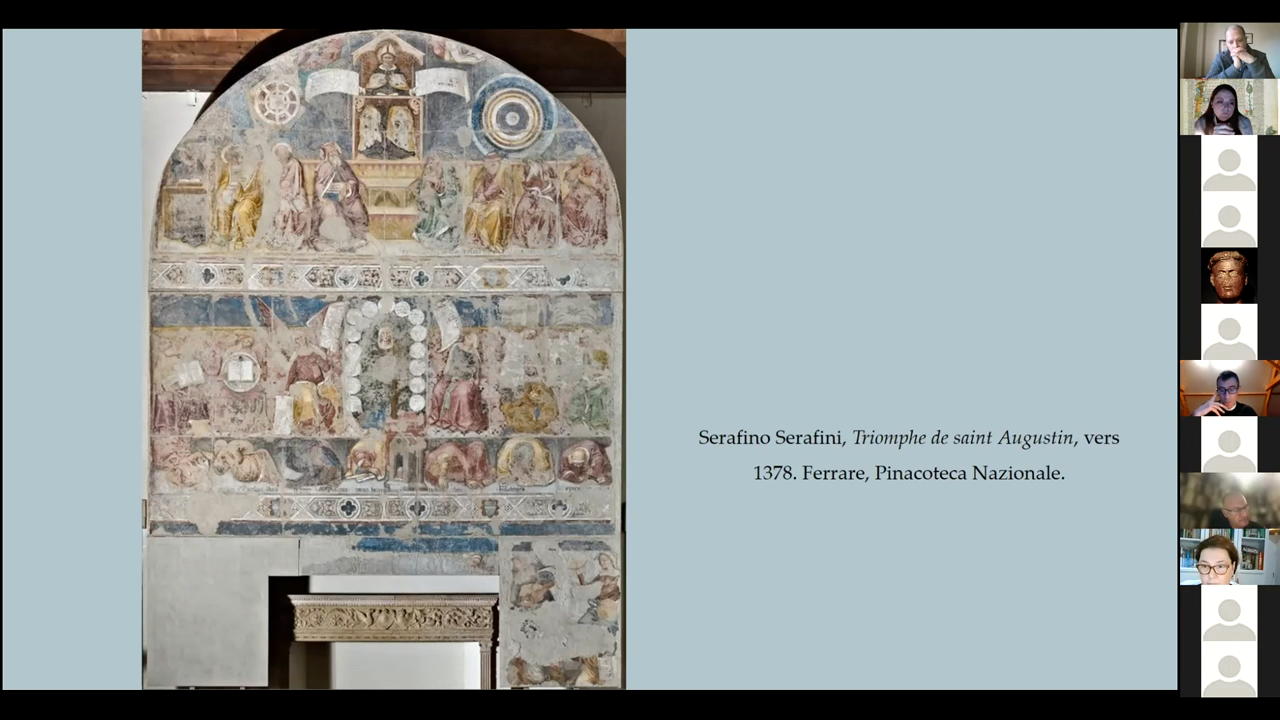 Serafino Serafini, Triomphe de saint Augustin, vers
1378. Ferrare, Pinacoteca Nazionale.